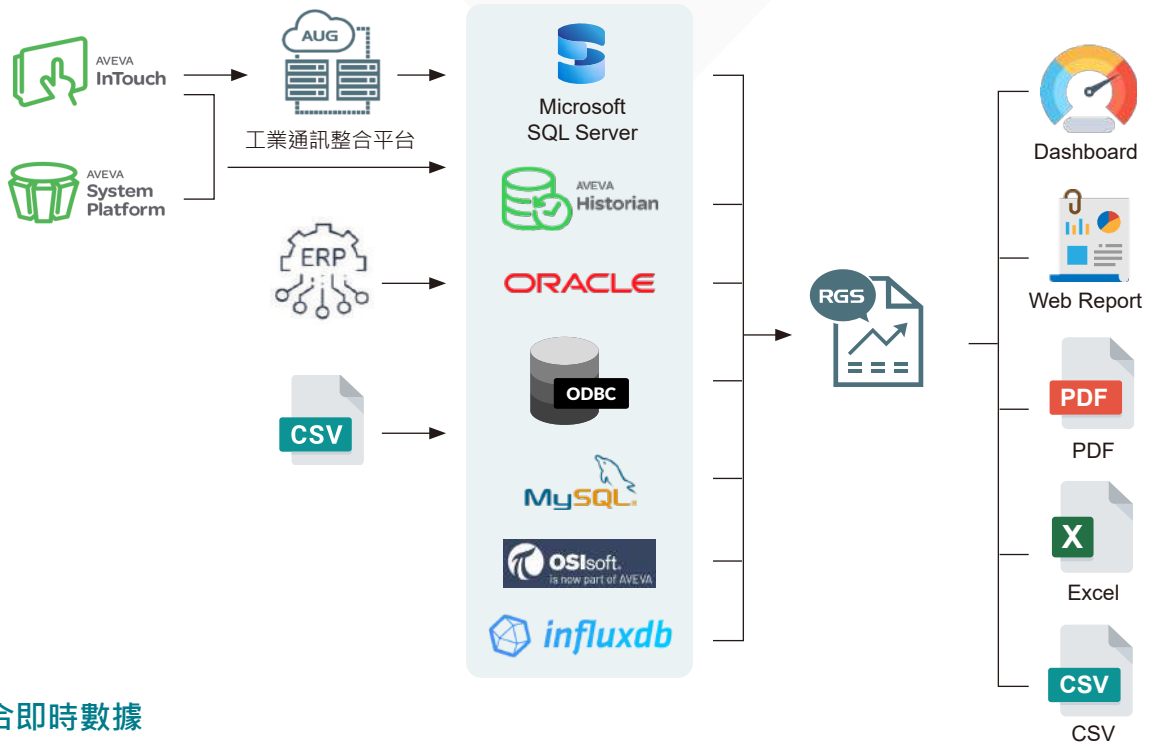 AVEVA
InTouch
AUG
工業通訊整合平台
AVEVA
System
Platform
ERP
CSV
Microsoft
SQL Server
AVEVA
Historian
ORACLE
ODBC
MySQL
OSIsoft.
is now part of AVEVA
influxdb
RGS
Dashboard
Web Report
PDF
PDF
X
Excel
CSV
CSV
合即時數據